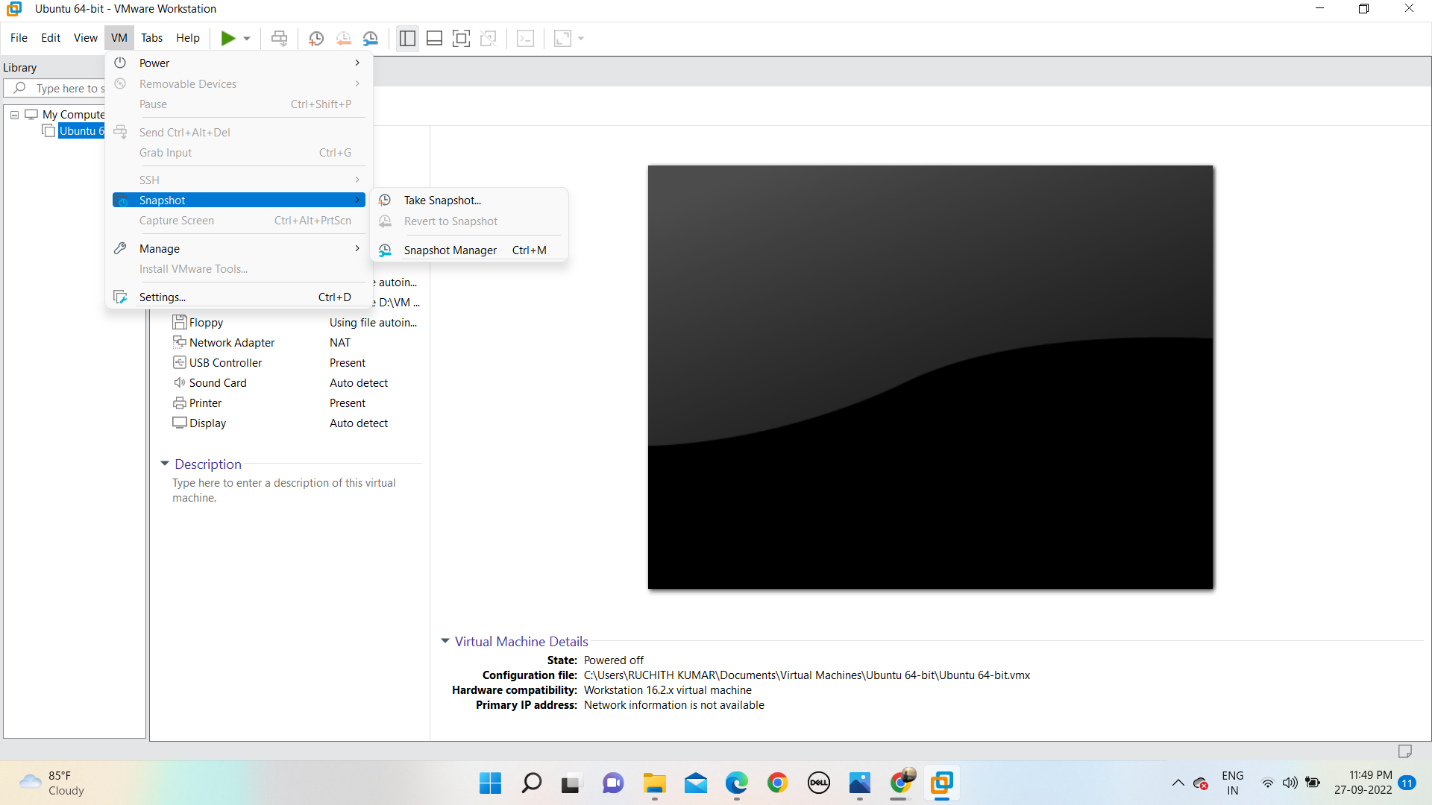 Ubuntu 64-bit - VMware Workstation
File Edit View VM Tabs Help
Library
Type here to s
My Compute
Ubuntu 6
Power
Removable Devices
Pause Ctrl+Shift+P
Send Ctrl+Alt+Del
Grab Input Ctrl+G
SSH
Snapshot
Capture Screen Ctrl+Alt+PrtScn
Manage
Install VMware Tools...
Settings... Ctrl+D
Take Snapshot...
Revert to Snapshot
Snapshot Manager Ctrl+M
e autoin...
e D:\VM ...
Floppy Using file autoin...
Network Adapter NAT
USB Controller Present
Sound Card Auto detect
Printer Present
Display Auto detect
Description
Type here to enter a description of this virtual
machine.
Virtual Machine Details
State: Powered off
Configuration file: C:\Users\RUCHITH KUMAR\Documents\Virtual Machines\Ubuntu 64-bit\Ubuntu 64-bit.vmx
Hardware compatibility: Workstation 16.2.x virtual machine
Primary IP address: Network information is not available
85°F
Cloudy
DELL
ENG
IN
11:49 PM
27-09-2022
11